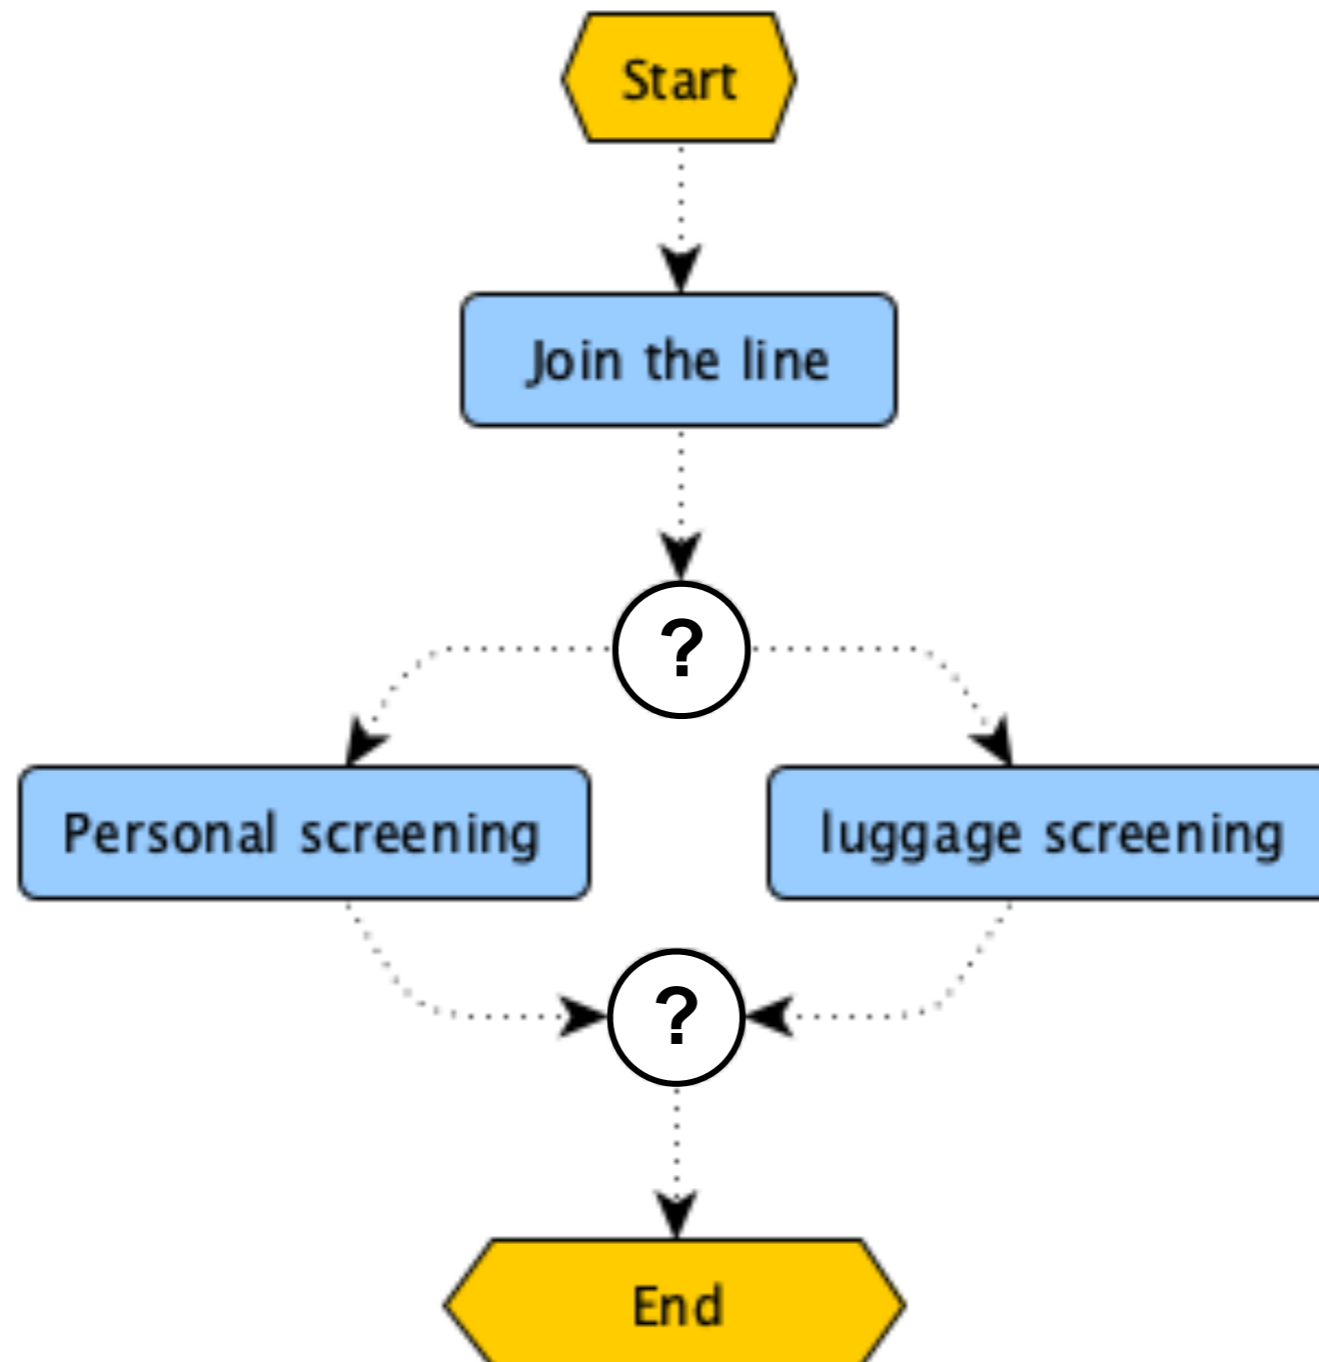 Start
Join the line
?
Personal screening
luggage screening
?
End